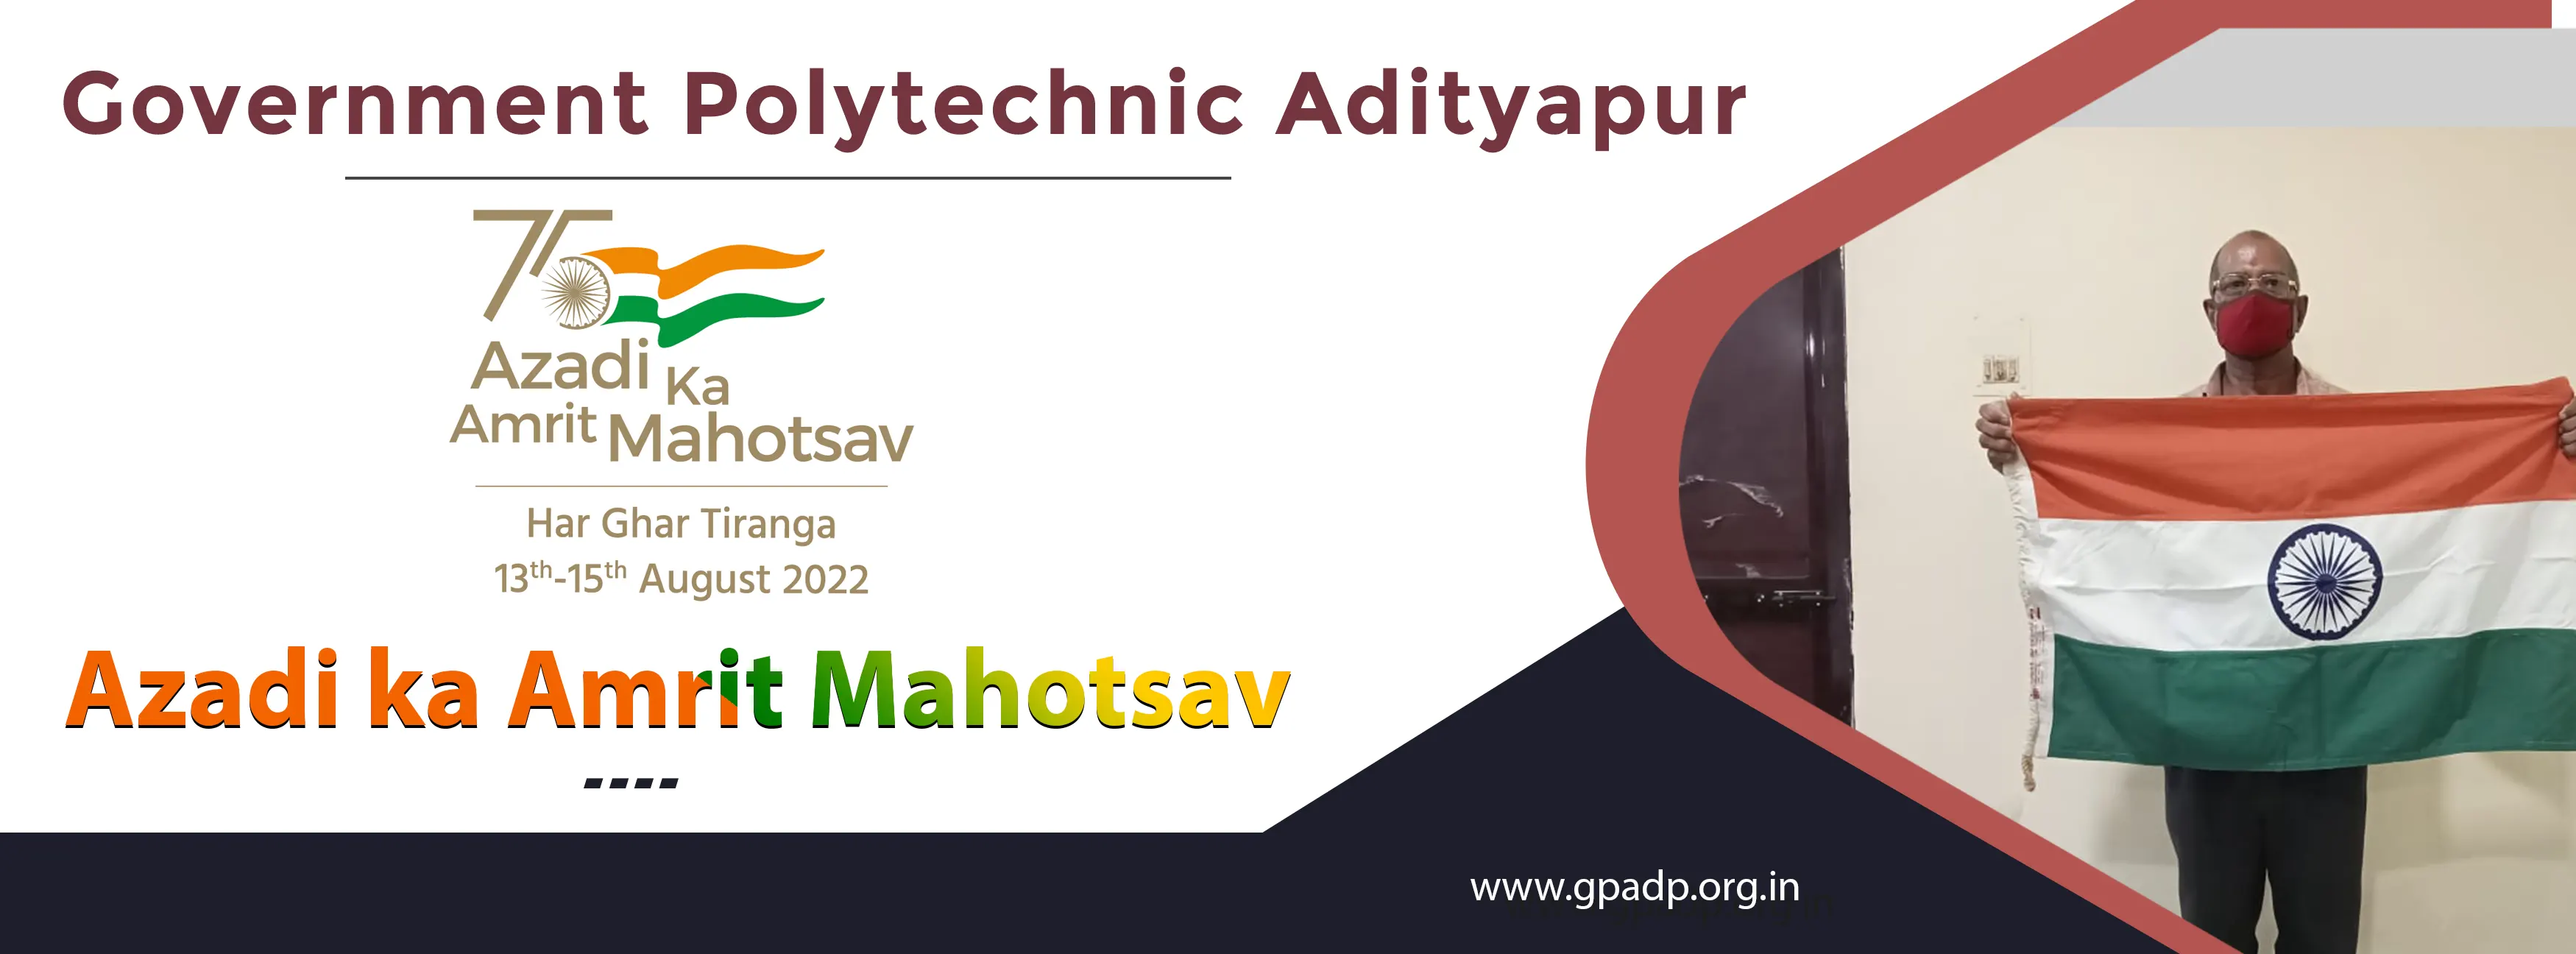 Government Polytechnic Adityapur
75
Azadi Ka
Amrit Mahotsav
Har Ghar Tiranga
13th-15th August 2022
Azadi ka Amrit Mahotsav
www.gpadp.org.in